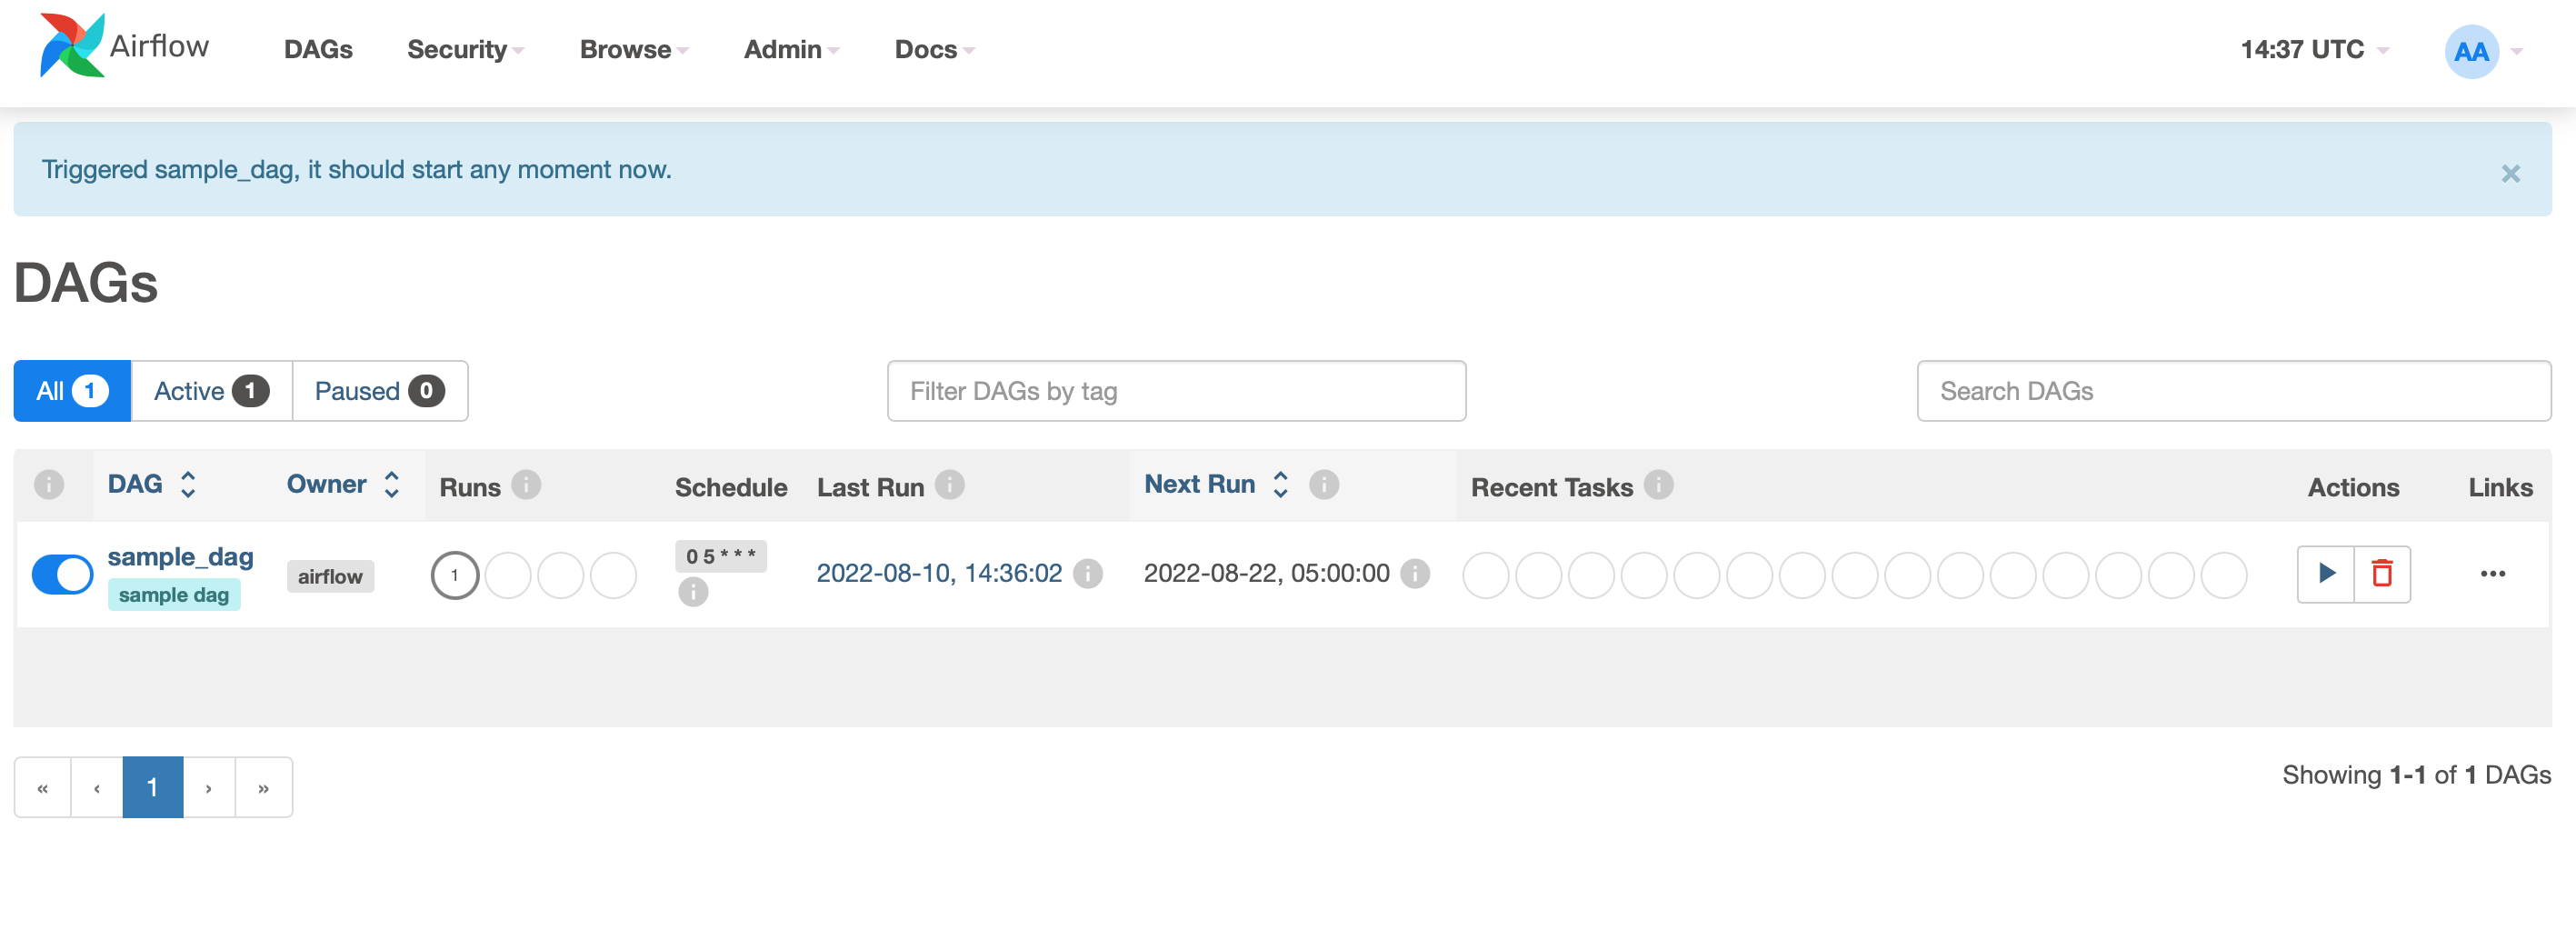 Airflow DAGs Security Browse Admin Docs 14:37 UTC AA
Triggered sample_dag, it should start any moment now. ×
DAGs
All 1 Active 1 Paused 0 Filter DAGs by tag Search DAGs
i DAG Owner Runs i Schedule Last Run i Next Run i Recent Tasks i Actions Links
sample_dag airflow 1 0 5 * * * 2022-08-10, 14:36:02 i 2022-08-22, 05:00:00 i
sample dag i
« ‹ 1 › » Showing 1-1 of 1 DAGs